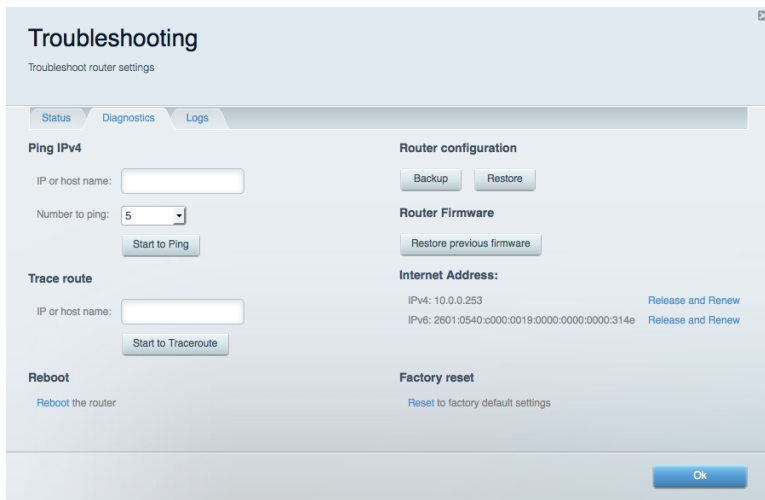 Troubleshooting
Troubleshoot router settings
Status
Diagnostics
Logs
Ping IPv4
IP or host name:
Number to ping: 5
Start to Ping
Trace route
IP or host name:
Start to Traceroute
Reboot
Reboot the router
Router configuration
Backup
Restore
Router Firmware
Restore previous firmware
Internet Address:
IPv4: 10.0.0.253 Release and Renew
IPv6: 2601:0540:c000:0019:0000:0000:0000:314e Release and Renew
Factory reset
Reset to factory default settings
Ok